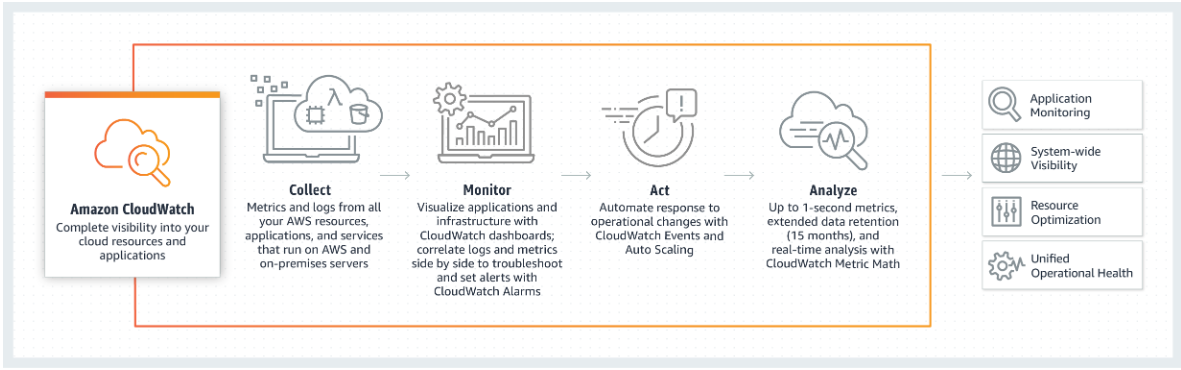 Amazon CloudWatch
Complete visibility into your
cloud resources and
applications
Collect
Metrics and logs from all
your AWS resources,
applications, and services
that run on AWS and
on-premises servers
Monitor
Visualize applications and
infrastructure with
CloudWatch dashboards;
correlate logs and metrics
side by side to troubleshoot
and set alerts with
CloudWatch Alarms
Act
Automate response to
operational changes with
CloudWatch Events and
Auto Scaling
Analyze
Up to 1-second metrics,
extended data retention
(15 months), and
real-time analysis with
CloudWatch Metric Math
Application
Monitoring
System-wide
Visibility
Resource
Optimization
Unified
Operational Health